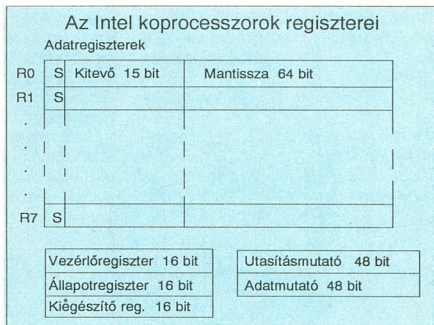 Az Intel koprocesszorok regiszterei
Adatregiszterek
R0 S Kitevő 15 bit Mantissza 64 bit
R1 S
.
.
.
.
R7 S
Vezérlőregiszter 16 bit
Állapotregiszter 16 bit
Kiegészítő reg. 16 bit
Utasításmutató 48 bit
Adatmutató 48 bit